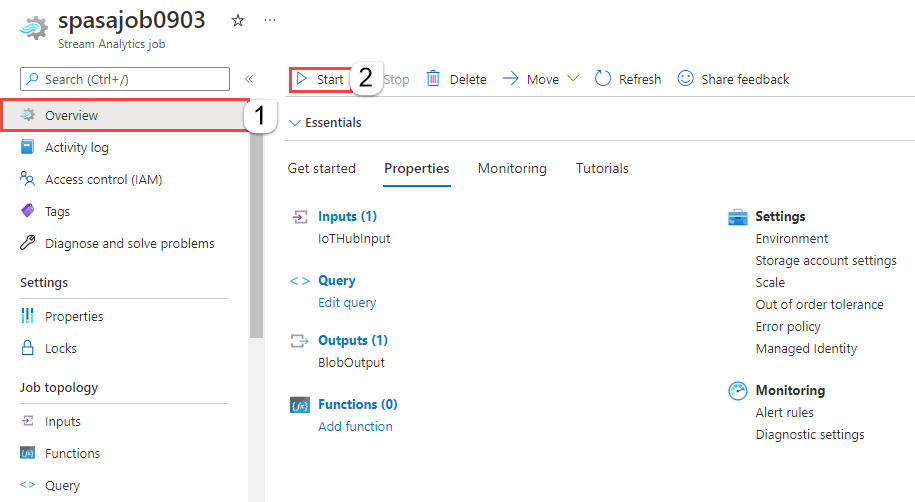 spasajob0903
Stream Analytics job
Search (Ctrl+/)
«
Overview
1
Activity log
Access control (IAM)
Tags
Diagnose and solve problems
Settings
Properties
Locks
Job topology
Inputs
Functions
Query
Start
2
Stop
Delete
Move
Refresh
Share feedback
Essentials
Get started
Properties
Monitoring
Tutorials
Inputs (1)
IoTHubInput
Query
Edit query
Outputs (1)
BlobOutput
Functions (0)
Add function
Settings
Environment
Storage account settings
Scale
Out of order tolerance
Error policy
Managed Identity
Monitoring
Alert rules
Diagnostic settings